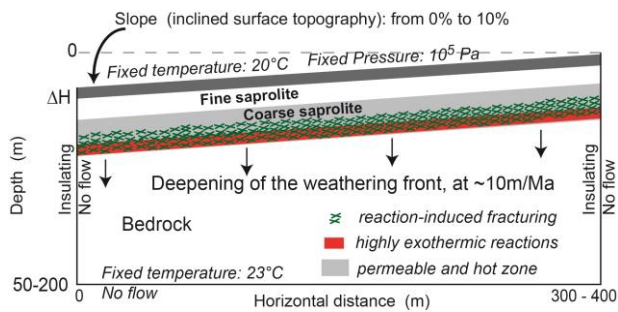 Slope (inclined surface topography): from 0% to 10%
0
Fixed temperature: 20°C Fixed Pressure: 10⁵ Pa
ΔH
Fine saprolite
Coarse saprolite
Depth (m)
Insulating
No flow
Insulating
No flow
Deepening of the weathering front, at ~10m/Ma
Bedrock
reaction-induced fracturing
highly exothermic reactions
permeable and hot zone
Fixed temperature: 23°C
No flow
50-200
0 Horizontal distance (m) 300 - 400